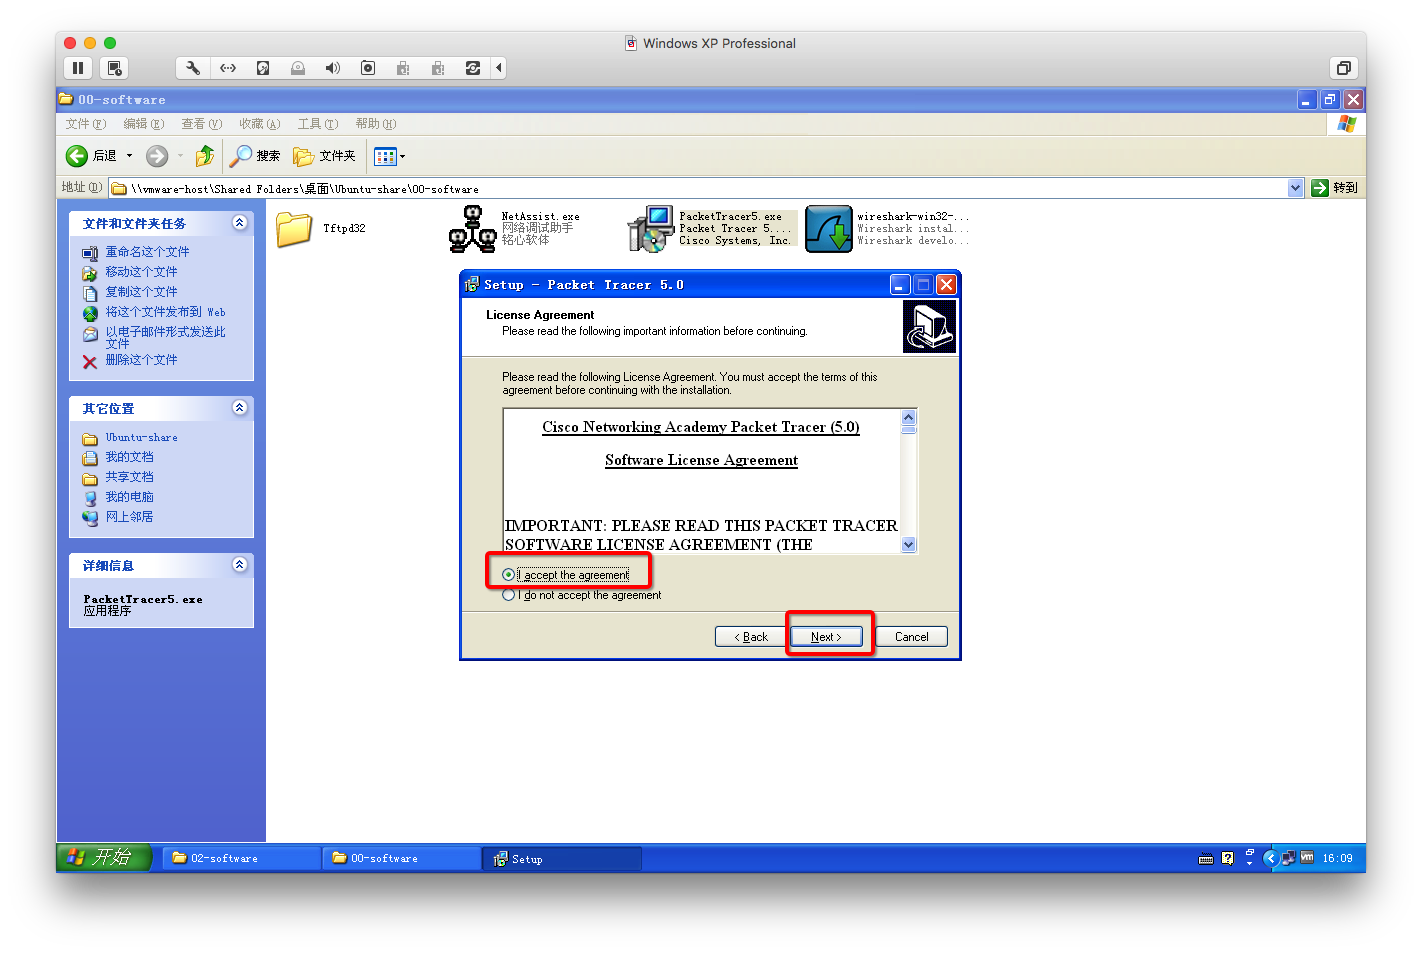 Windows XP Professional
00-software
文件(F) 编辑(E) 查看(V) 收藏(A) 工具(T) 帮助(H)
后退 搜索 文件夹
地址(D) \\vmware-host\Shared Folders\桌面\Ubuntu-share\00-software 转到
文件和文件夹任务
重命名这个文件
移动这个文件
复制这个文件
将这个文件发布到 Web
以电子邮件形式发送此
文件
删除这个文件
其它位置
Ubuntu-share
我的文档
共享文档
我的电脑
网上邻居
详细信息
PacketTracer5.exe
应用程序
Tftpd32
NetAssist.exe
网络调试助手
铭心软体
PacketTracer5.exe
Packet Tracer 5....
Cisco Systems, Inc.
wireshark-win32-...
Wireshark instal...
Wireshark develo...
Setup - Packet Tracer 5.0
License Agreement
Please read the following important information before continuing.
Please read the following License Agreement. You must accept the terms of this
agreement before continuing with the installation.
Cisco Networking Academy Packet Tracer (5.0)
Software License Agreement
IMPORTANT: PLEASE READ THIS PACKET TRACER
SOFTWARE LICENSE AGREEMENT (THE
I accept the agreement
I do not accept the agreement
< Back Next > Cancel
开始 02-software 00-software Setup 16:09